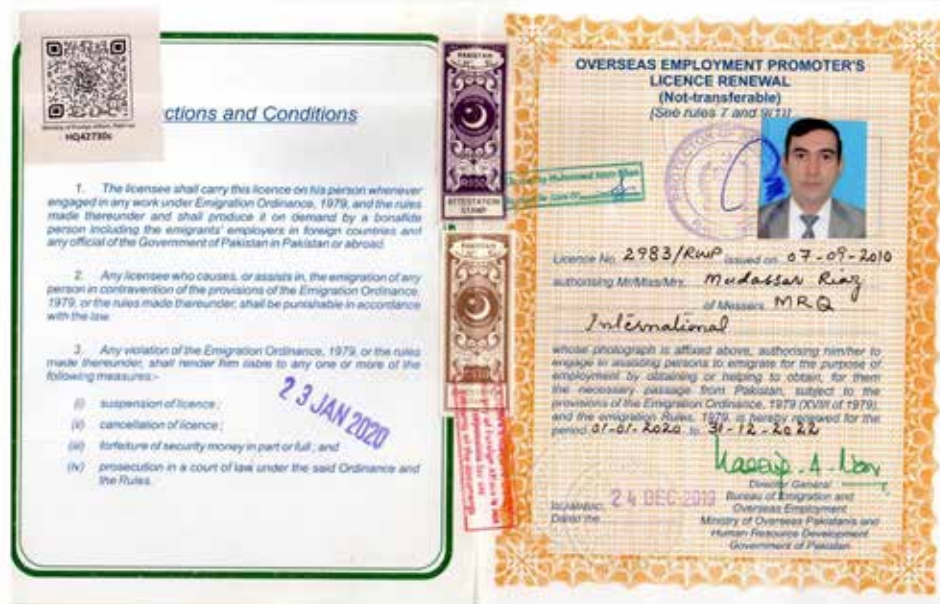 Ministry of Foreign Affairs, Pakistan
HQ42730c
ctions and Conditions
1. The licensee shall carry this licence on his person whenever
engaged in any work under Emigration Ordinance, 1979, and the rules
made thereunder and shall produce it on demand by a bonafide
person including the emigrants' employers in foreign countries and
any official of the Government of Pakistan in Pakistan or abroad.
2. Any licensee who causes, or assists in, the emigration of any
person in contravention of the provisions of the Emigration Ordinance,
1979, or the rules made thereunder, shall be punishable in accordance
with the law.
3. Any violation of the Emigration Ordinance, 1979, or the rules
made thereunder, shall render him liable to any one or more of the
following measures:-
(i) suspension of licence;
(ii) cancellation of licence;
(iii) forfeiture of security money in part or full; and
(iv) prosecution in a court of law under the said Ordinance and
the Rules.
23 JAN 2020
PAKISTAN
ATTESTATION
STAMP
PAKISTAN
OVERSEAS EMPLOYMENT PROMOTER'S
LICENCE RENEWAL
(Not-transferable)
[See rules 7 and 9(1)]
Licence No. 2983/RWP issued on 07-09-2010
authorising Mr/Miss/Mrs. Mudassar Riaz
of Messers MRQ
International
whose photograph is affixed above, authorising him/her to
engage in assisting persons to emigrate for the purpose of
employment by obtaining or helping to obtain, for them
the necessary passage from Pakistan, subject to the
provisions of the Emigration Ordinance, 1979 (XVIII of 1979),
and the emigration Rules, 1979, is hereby renewed for the
period 01-01-2020 to 31-12-2022
Director General
Bureau of Emigration and
Overseas Employment
Ministry of Overseas Pakistanis and
Human Resource Development
Government of Pakistan
Dated the 24 DEC 2019